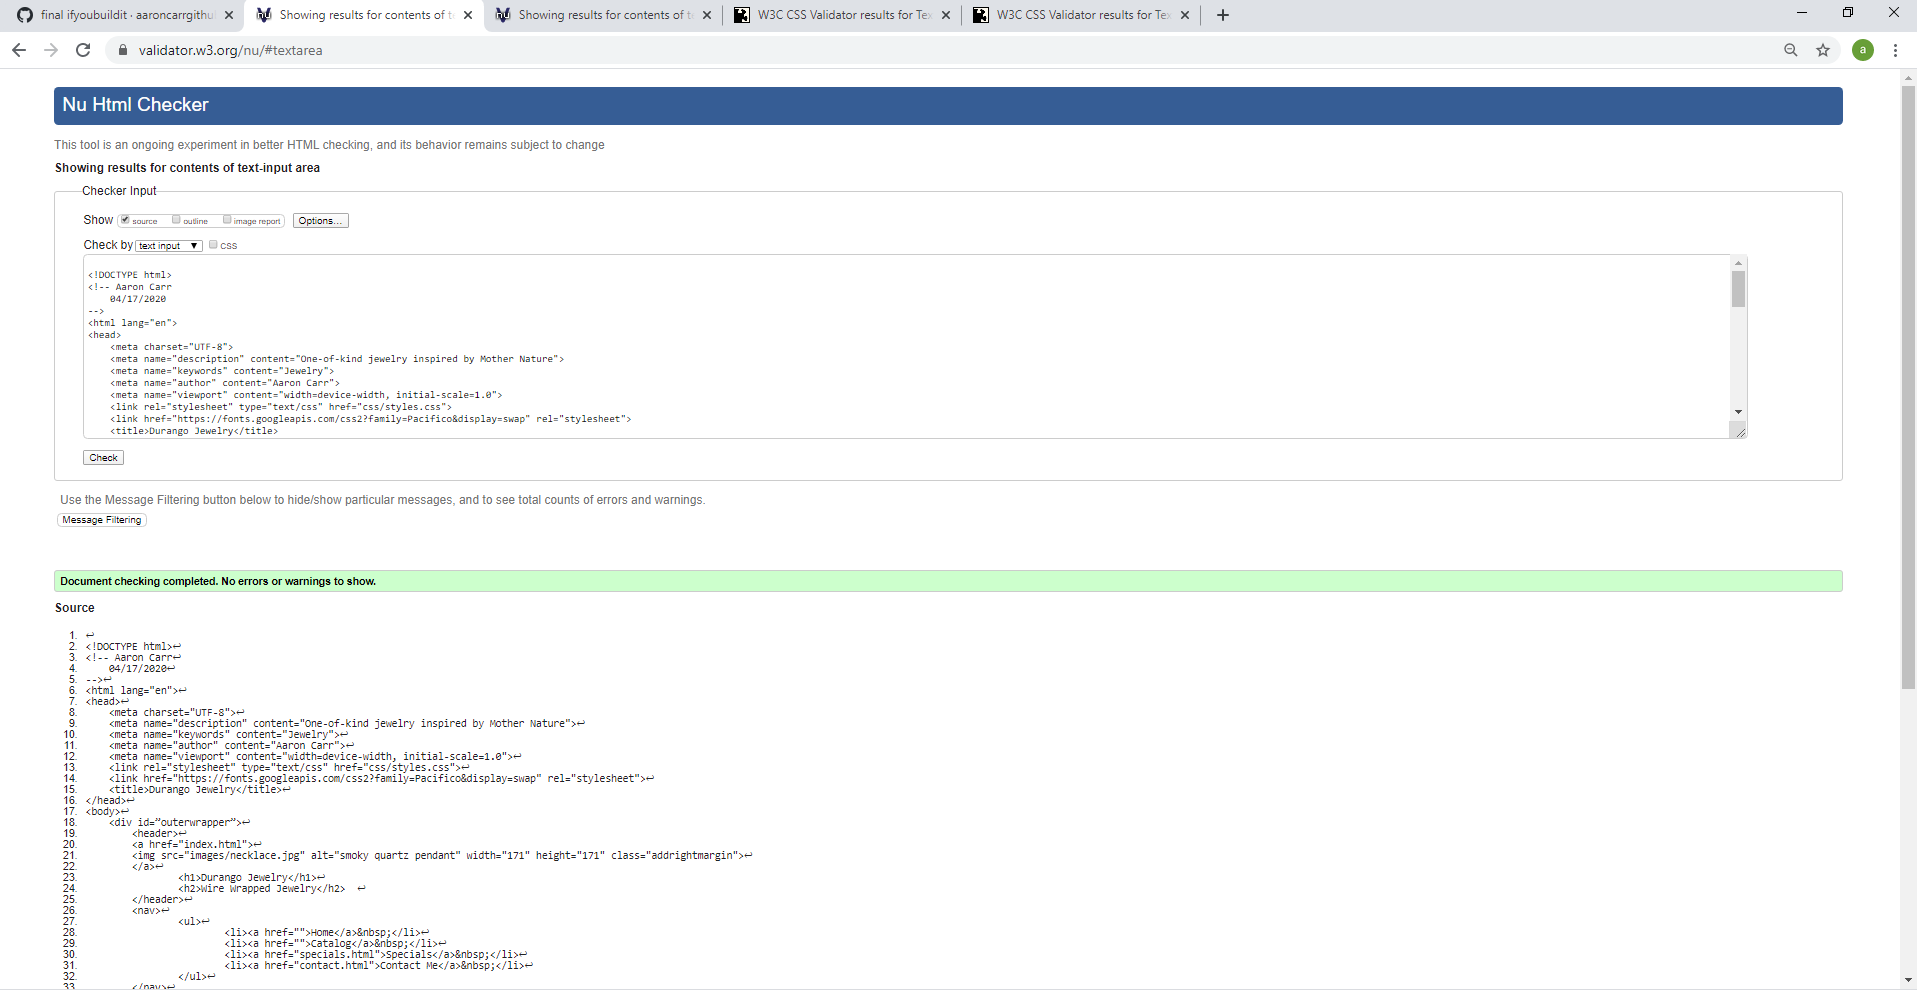 final ifyoubuildit · aaroncarrgithu
Showing results for contents of te
Showing results for contents of te
W3C CSS Validator results for Tex
W3C CSS Validator results for Tex
validator.w3.org/nu/#textarea
a
Nu Html Checker
This tool is an ongoing experiment in better HTML checking, and its behavior remains subject to change
Showing results for contents of text-input area
Checker Input
Show source outline image report Options...
Check by text input css
<!DOCTYPE html>
<!-- Aaron Carr
04/17/2020
-->
<html lang="en">
<head>
<meta charset="UTF-8">
<meta name="description" content="One-of-kind jewelry inspired by Mother Nature">
<meta name="keywords" content="Jewelry">
<meta name="author" content="Aaron Carr">
<meta name="viewport" content="width=device-width, initial-scale=1.0">
<link rel="stylesheet" type="text/css" href="css/styles.css">
<link href="https://fonts.googleapis.com/css2?family=Pacifico&display=swap" rel="stylesheet">
<title>Durango Jewelry</title>
Check
Use the Message Filtering button below to hide/show particular messages, and to see total counts of errors and warnings.
Message Filtering
Document checking completed. No errors or warnings to show.
Source
1. ↩
2. <!DOCTYPE html>↩
3. <!-- Aaron Carr↩
4. 04/17/2020↩
5. -->↩
6. <html lang="en">↩
7. <head>↩
8. <meta charset="UTF-8">↩
9. <meta name="description" content="One-of-kind jewelry inspired by Mother Nature">↩
10. <meta name="keywords" content="Jewelry">↩
11. <meta name="author" content="Aaron Carr">↩
12. <meta name="viewport" content="width=device-width, initial-scale=1.0">↩
13. <link rel="stylesheet" type="text/css" href="css/styles.css">↩
14. <link href="https://fonts.googleapis.com/css2?family=Pacifico&display=swap" rel="stylesheet">↩
15. <title>Durango Jewelry</title>↩
16. </head>↩
17. <body>↩
18. <div id="outerwrapper">↩
19. <header>↩
20. <a href="index.html">↩
21. <img src="images/necklace.jpg" alt="smoky quartz pendant" width="171" height="171" class="addrightmargin">↩
22. </a>↩
23. <h1>Durango Jewelry</h1>↩
24. <h2>Wire Wrapped Jewelry</h2> ↩
25. </header>↩
26. <nav>↩
27. <ul>↩
28. <li><a href="">Home</a>&nbsp;</li>↩
29. <li><a href="">Catalog</a>&nbsp;</li>↩
30. <li><a href="specials.html">Specials</a>&nbsp;</li>↩
31. <li><a href="contact.html">Contact Me</a>&nbsp;</li>↩
32. </ul>↩
33. </nav>↩